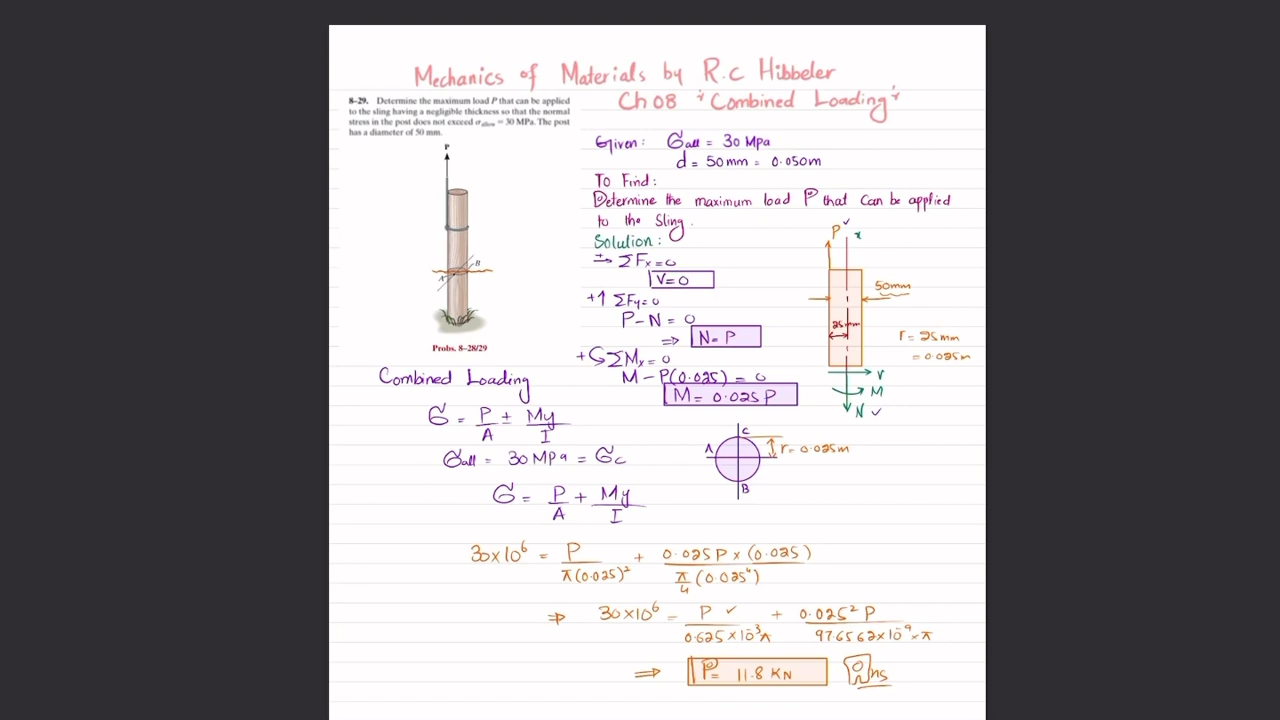 Mechanics of Materials by R.C Hibbeler
Ch 08 "Combined Loading"
8–29. Determine the maximum load P that can be applied
to the sling having a negligible thickness so that the normal
stress in the post does not exceed σallow = 30 MPa. The post
has a diameter of 50 mm.
P
A
B
Probs. 8–28/29
Given: σall = 30 Mpa
d = 50mm = 0.050m
To Find:
Determine the maximum load P that Can be applied
to the Sling.
Solution:
+→ ΣFx=0
V=0
+↑ ΣFy=0
P-N = 0
⇒ N=P
+↺ ΣMx=0
M - P(0.025) = 0
M = 0.025P
P ✓
x
50mm
25mm
r = 25mm
= 0.025m
V
M
N ✓
Combined Loading
σ = P/A ± My/I
σall = 30 MPa = σc
σ = P/A + My/I
A
C
B
r = 0.025m
30×10⁶ = P/π(0.025)² + 0.025P × (0.025)/π/4 (0.025⁴)
⇒ 30×10⁶ = P ✓/0.625×10⁻³π + 0.025² P/97.6562×10⁻⁹×π
⇒ P = 11.8 KN Ans